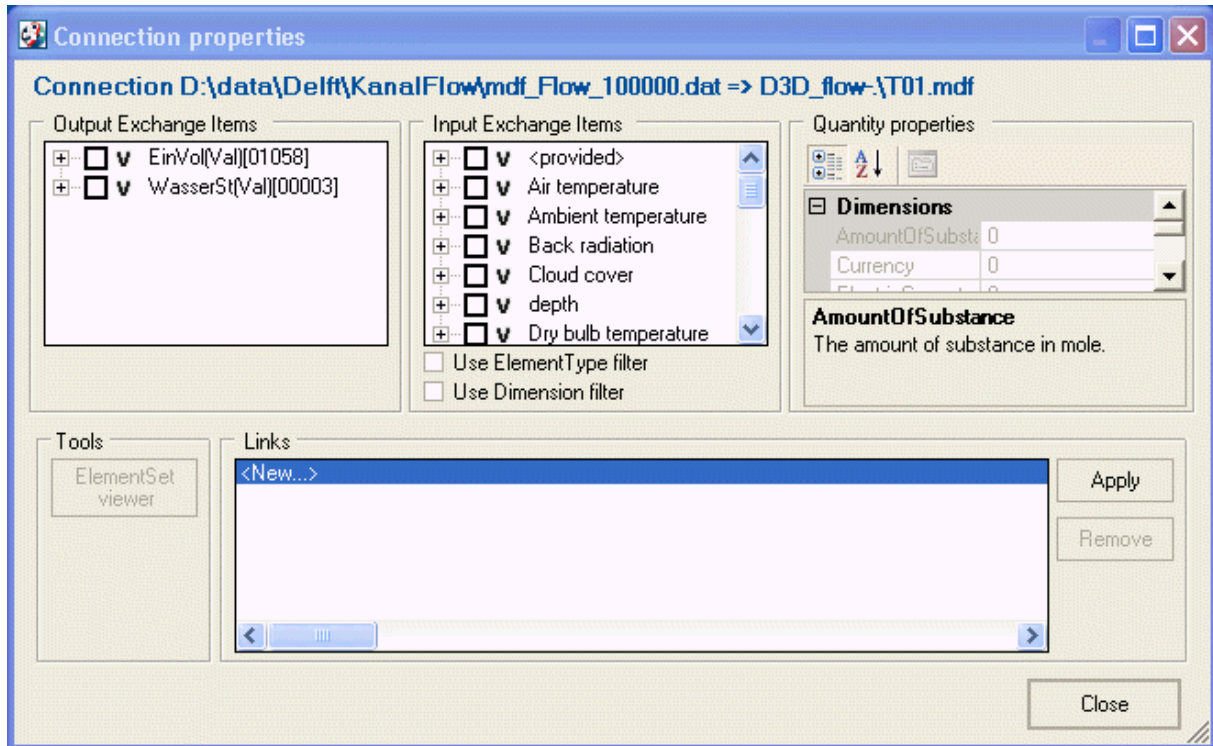 Connection properties
Connection D:\data\Delft\KanalFlow\mdf_Flow_100000.dat => D3D_flow-.\T01.mdf
Output Exchange Items
V EinVol(Val)[01058]
V WasserSt(Val)[00003]
Input Exchange Items
V <provided>
V Air temperature
V Ambient temperature
V Back radiation
V Cloud cover
V depth
V Dry bulb temperature
Use ElementType filter
Use Dimension filter
Quantity properties
A Z
Dimensions
AmountOfSubsta 0
Currency 0
AmountOfSubstance
The amount of substance in mole.
Tools
ElementSet
viewer
Links
<New...>
Apply
Remove
Close